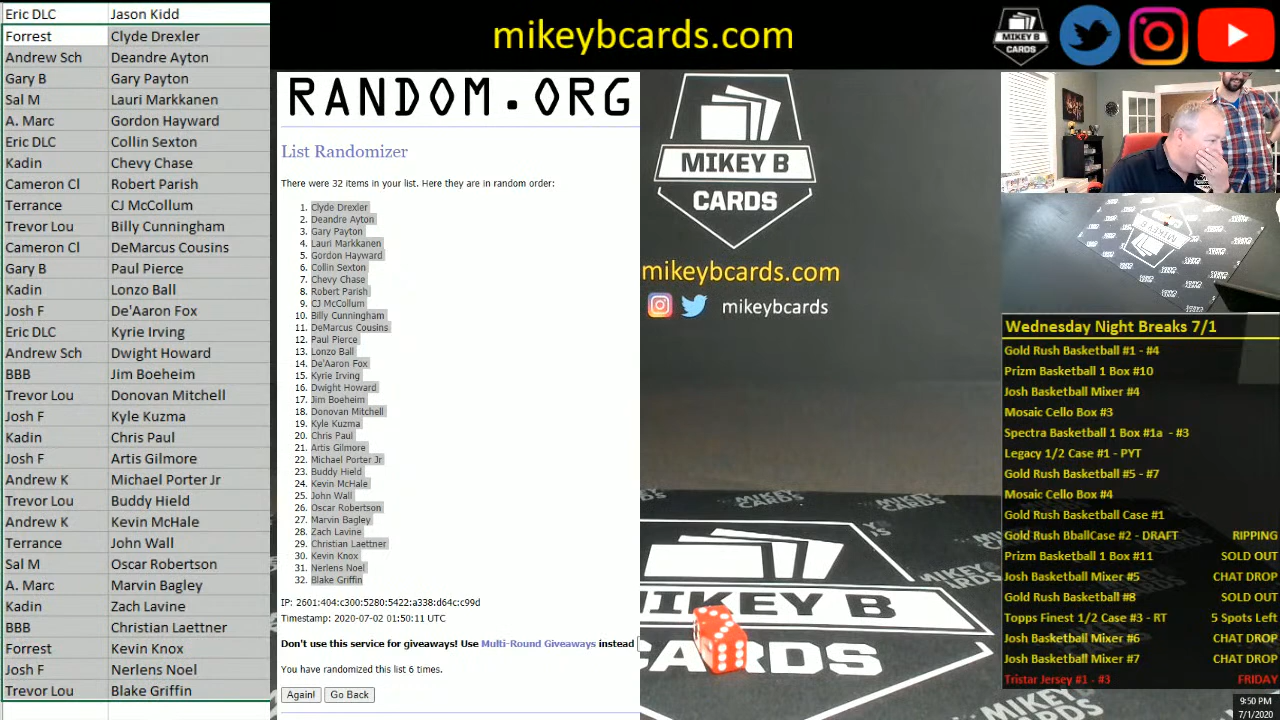 mikeybcards.com
MIKEY B
CARDS
Eric DLC Jason Kidd
Forrest Clyde Drexler
Andrew Sch Deandre Ayton
Gary B Gary Payton
Sal M Lauri Markkanen
A. Marc Gordon Hayward
Eric DLC Collin Sexton
Kadin Chevy Chase
Cameron Cl Robert Parish
Terrance CJ McCollum
Trevor Lou Billy Cunningham
Cameron Cl DeMarcus Cousins
Gary B Paul Pierce
Kadin Lonzo Ball
Josh F De'Aaron Fox
Eric DLC Kyrie Irving
Andrew Sch Dwight Howard
BBB Jim Boeheim
Trevor Lou Donovan Mitchell
Josh F Kyle Kuzma
Kadin Chris Paul
Josh F Artis Gilmore
Andrew K Michael Porter Jr
Trevor Lou Buddy Hield
Andrew K Kevin McHale
Terrance John Wall
Sal M Oscar Robertson
A. Marc Marvin Bagley
Kadin Zach Lavine
BBB Christian Laettner
Forrest Kevin Knox
Josh F Nerlens Noel
Trevor Lou Blake Griffin
RANDOM.ORG
List Randomizer
There were 32 items in your list. Here they are in random order:
1. Clyde Drexler
2. Deandre Ayton
3. Gary Payton
4. Lauri Markkanen
5. Gordon Hayward
6. Collin Sexton
7. Chevy Chase
8. Robert Parish
9. CJ McCollum
10. Billy Cunningham
11. DeMarcus Cousins
12. Paul Pierce
13. Lonzo Ball
14. De'Aaron Fox
15. Kyrie Irving
16. Dwight Howard
17. Jim Boeheim
18. Donovan Mitchell
19. Kyle Kuzma
20. Chris Paul
21. Artis Gilmore
22. Michael Porter Jr
23. Buddy Hield
24. Kevin McHale
25. John Wall
26. Oscar Robertson
27. Marvin Bagley
28. Zach Lavine
29. Christian Laettner
30. Kevin Knox
31. Nerlens Noel
32. Blake Griffin
IP: 2601:404:c300:5280:5422:a338:d64c:c99d
Timestamp: 2020-07-02 01:50:11 UTC
Don't use this service for giveaways! Use Multi-Round Giveaways instead
You have randomized this list 6 times.
Again! Go Back
MIKEY B
CARDS
mikeybcards.com
mikeybcards
MIKEY B
CARDS
MIKEY B
CARDS
Wednesday Night Breaks 7/1
Gold Rush Basketball #1 - #4
Prizm Basketball 1 Box #10
Josh Basketball Mixer #4
Mosaic Cello Box #3
Spectra Basketball 1 Box #1a - #3
Legacy 1/2 Case #1 - PYT
Gold Rush Basketball #5 - #7
Mosaic Cello Box #4
Gold Rush Basketball Case #1
Gold Rush BballCase #2 - DRAFT RIPPING
Prizm Basketball 1 Box #11 SOLD OUT
Josh Basketball Mixer #5 CHAT DROP
Gold Rush Basketball #8 SOLD OUT
Topps Finest 1/2 Case #3 - RT 5 Spots Left
Josh Basketball Mixer #6 CHAT DROP
Josh Basketball Mixer #7 CHAT DROP
Tristar Jersey #1 - #3 FRIDAY
9:50 PM
7/1/2020